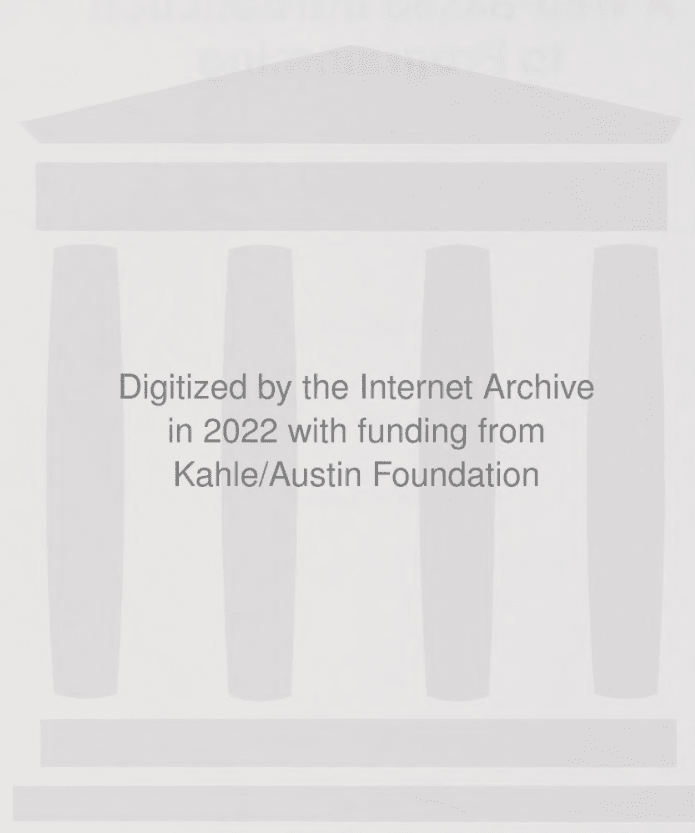 Digitized by the Internet Archive
in 2022 with funding from
Kahle/Austin Foundation